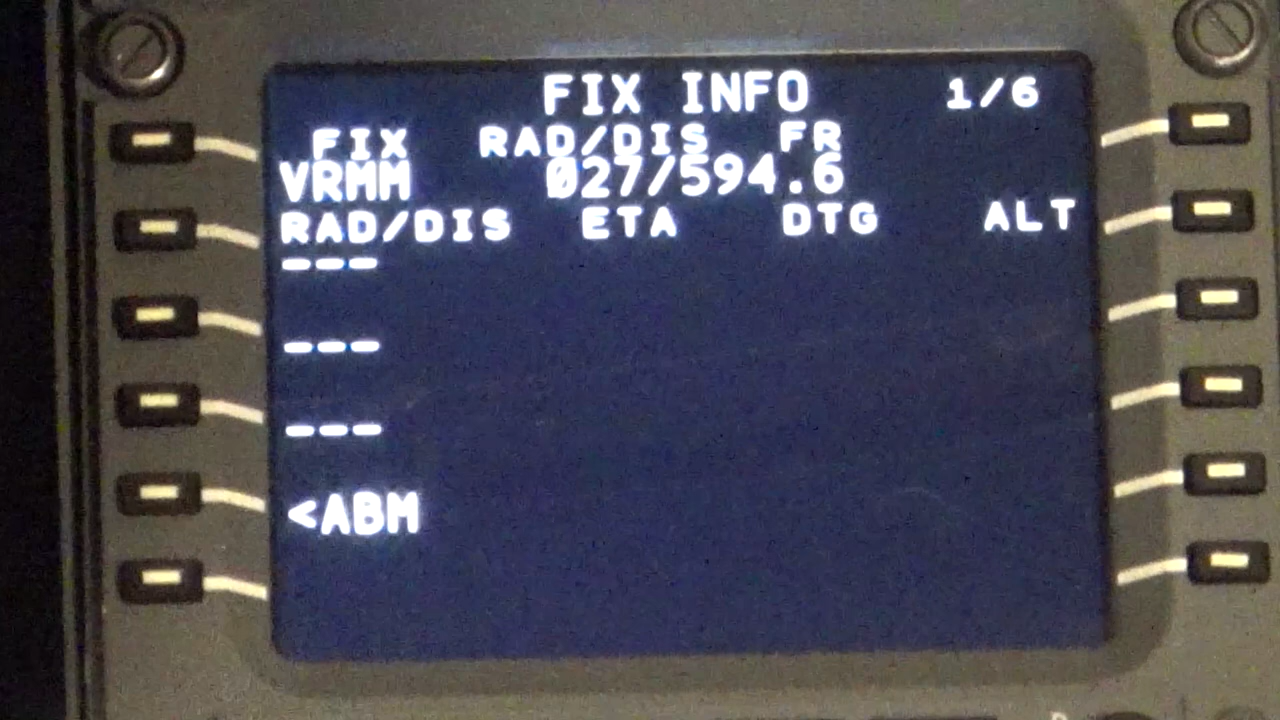 FIX INFO 1/6
FIX RAD/DIS FR
VRMM 027/594.6
RAD/DIS ETA DTG ALT
---
---
---
<ABM